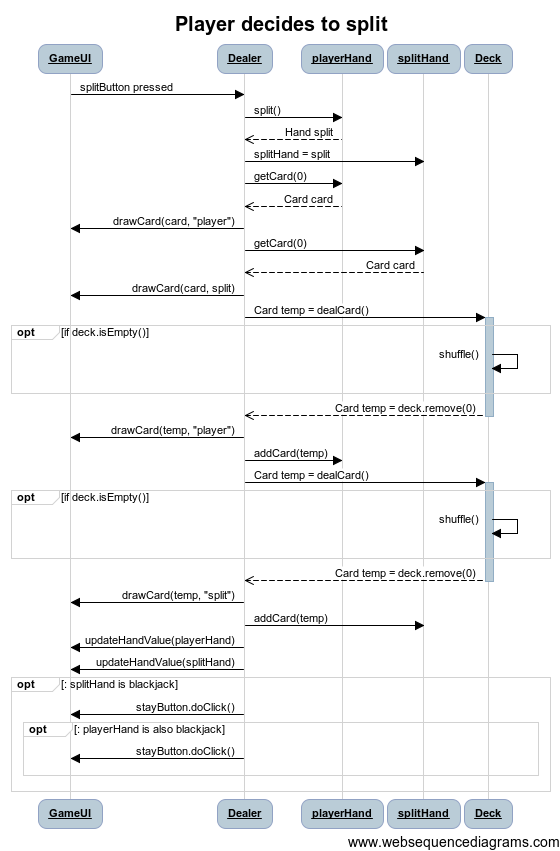 Player decides to split
GameUI Dealer playerHand splitHand Deck
splitButton pressed
split()
Hand split
splitHand = split
getCard(0)
Card card
drawCard(card, "player")
getCard(0)
Card card
drawCard(card, split)
Card temp = dealCard()
opt [if deck.isEmpty()]
shuffle()
Card temp = deck.remove(0)
drawCard(temp, "player")
addCard(temp)
Card temp = dealCard()
opt [if deck.isEmpty()]
shuffle()
Card temp = deck.remove(0)
drawCard(temp, "split")
addCard(temp)
updateHandValue(playerHand)
updateHandValue(splitHand)
opt [: splitHand is blackjack]
stayButton.doClick()
opt [: playerHand is also blackjack]
stayButton.doClick()
GameUI Dealer playerHand splitHand Deck
www.websequencediagrams.com